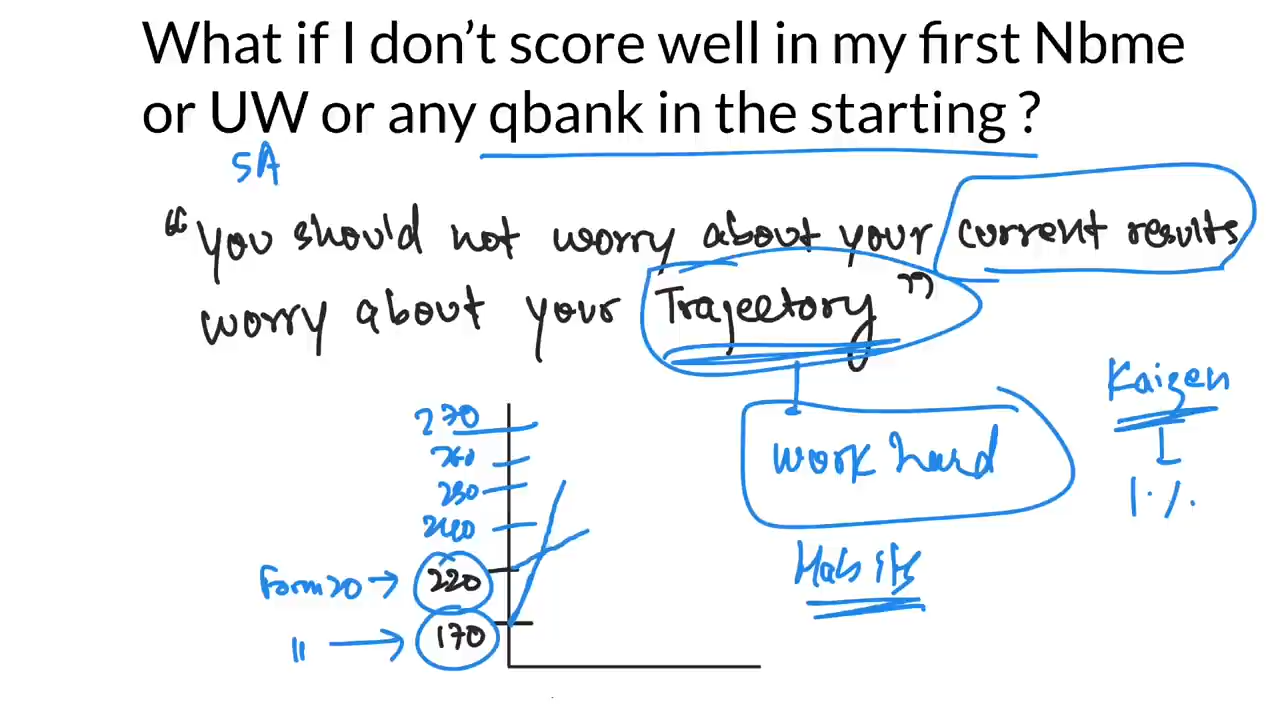 What if I don't score well in my first Nbme
or UW or any qbank in the starting ?
SA
“You should not worry about your current results
worry about your Trajectory”
Kaizen
1%
work hard
Habits
270
260
250
240
Form 20 → 220
11 → 170